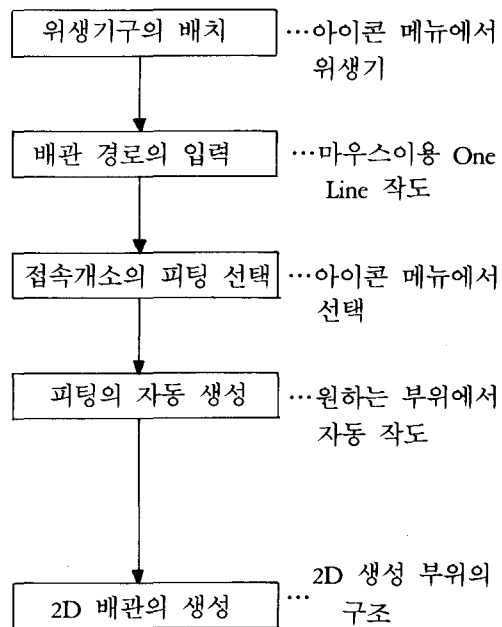 위생기구의 배치
…아이콘 메뉴에서
위생기
배관 경로의 입력
…마우스이용 One
Line 작도
접속개소의 피팅 선택
…아이콘 메뉴에서
선택
피팅의 자동 생성
…원하는 부위에서
자동 작도
2D 배관의 생성
… 2D 생성 부위의
구조